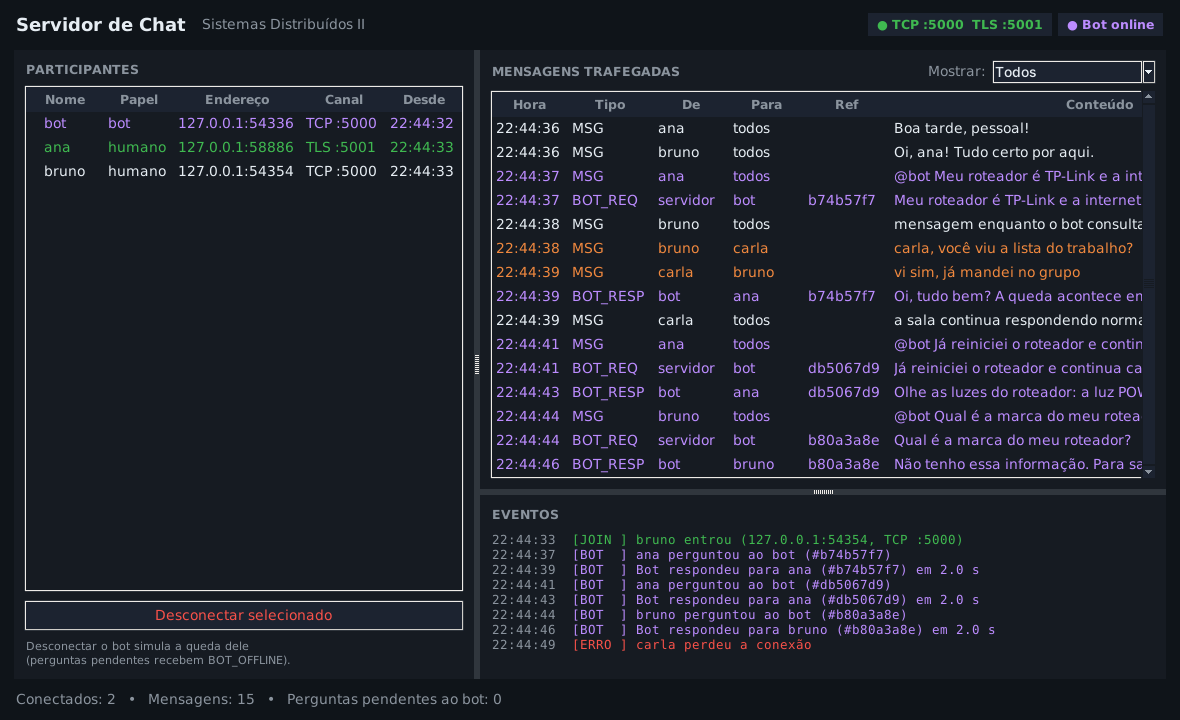 Servidor de Chat Sistemas Distribuídos II
● TCP :5000 TLS :5001 ● Bot online
PARTICIPANTES
Nome Papel Endereço Canal Desde
bot bot 127.0.0.1:54336 TCP :5000 22:44:32
ana humano 127.0.0.1:58886 TLS :5001 22:44:33
bruno humano 127.0.0.1:54354 TCP :5000 22:44:33
Desconectar selecionado
Desconectar o bot simula a queda dele
(perguntas pendentes recebem BOT_OFFLINE).
MENSAGENS TRAFEGADAS Mostrar: Todos
Hora Tipo De Para Ref Conteúdo
22:44:36 MSG ana todos Boa tarde, pessoal!
22:44:36 MSG bruno todos Oi, ana! Tudo certo por aqui.
22:44:37 MSG ana todos @bot Meu roteador é TP-Link e a int
22:44:37 BOT_REQ servidor bot b74b57f7 Meu roteador é TP-Link e a internet
22:44:38 MSG bruno todos mensagem enquanto o bot consulta
22:44:38 MSG bruno carla carla, você viu a lista do trabalho?
22:44:39 MSG carla bruno vi sim, já mandei no grupo
22:44:39 BOT_RESP bot ana b74b57f7 Oi, tudo bem? A queda acontece en
22:44:39 MSG carla todos a sala continua respondendo norma
22:44:41 MSG ana todos @bot Já reiniciei o roteador e contin
22:44:41 BOT_REQ servidor bot db5067d9 Já reiniciei o roteador e continua ca
22:44:43 BOT_RESP bot ana db5067d9 Olhe as luzes do roteador: a luz POW
22:44:44 MSG bruno todos @bot Qual é a marca do meu rotea
22:44:44 BOT_REQ servidor bot b80a3a8e Qual é a marca do meu roteador?
22:44:46 BOT_RESP bot bruno b80a3a8e Não tenho essa informação. Para sa
EVENTOS
22:44:33 [JOIN ] bruno entrou (127.0.0.1:54354, TCP :5000)
22:44:37 [BOT ] ana perguntou ao bot (#b74b57f7)
22:44:39 [BOT ] Bot respondeu para ana (#b74b57f7) em 2.0 s
22:44:41 [BOT ] ana perguntou ao bot (#db5067d9)
22:44:43 [BOT ] Bot respondeu para ana (#db5067d9) em 2.0 s
22:44:44 [BOT ] bruno perguntou ao bot (#b80a3a8e)
22:44:46 [BOT ] Bot respondeu para bruno (#b80a3a8e) em 2.0 s
22:44:49 [ERRO ] carla perdeu a conexão
Conectados: 2 • Mensagens: 15 • Perguntas pendentes ao bot: 0